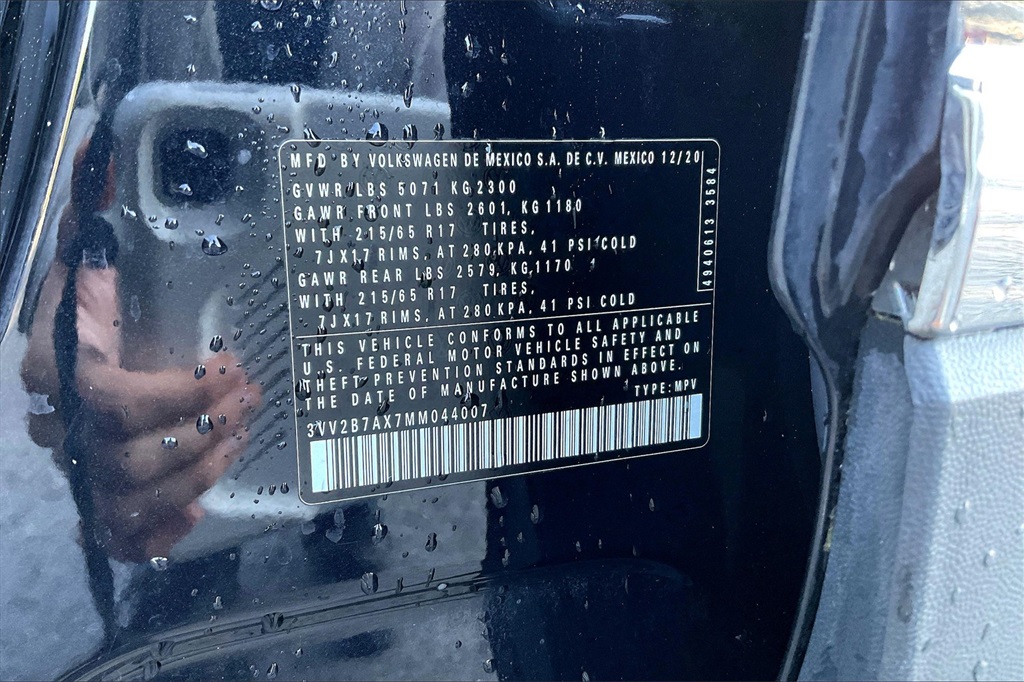 MFD BY VOLKSWAGEN DE MEXICO S.A. DE C.V. MEXICO 12/20
GVWR LBS 5071 KG 2300
GAWR FRONT LBS 2601, KG 1180
WITH 215/65 R17 TIRES,
7JX17 RIMS, AT 280 KPA, 41 PSI COLD
GAWR REAR LBS 2579, KG 1170
WITH 215/65 R17 TIRES,
7JX17 RIMS, AT 280 KPA, 41 PSI COLD
4940613 3584
THIS VEHICLE CONFORMS TO ALL APPLICABLE
U.S. FEDERAL MOTOR VEHICLE SAFETY AND
THEFT PREVENTION STANDARDS IN EFFECT ON
THE DATE OF MANUFACTURE SHOWN ABOVE.
TYPE: MPV
3VV2B7AX7MM044007